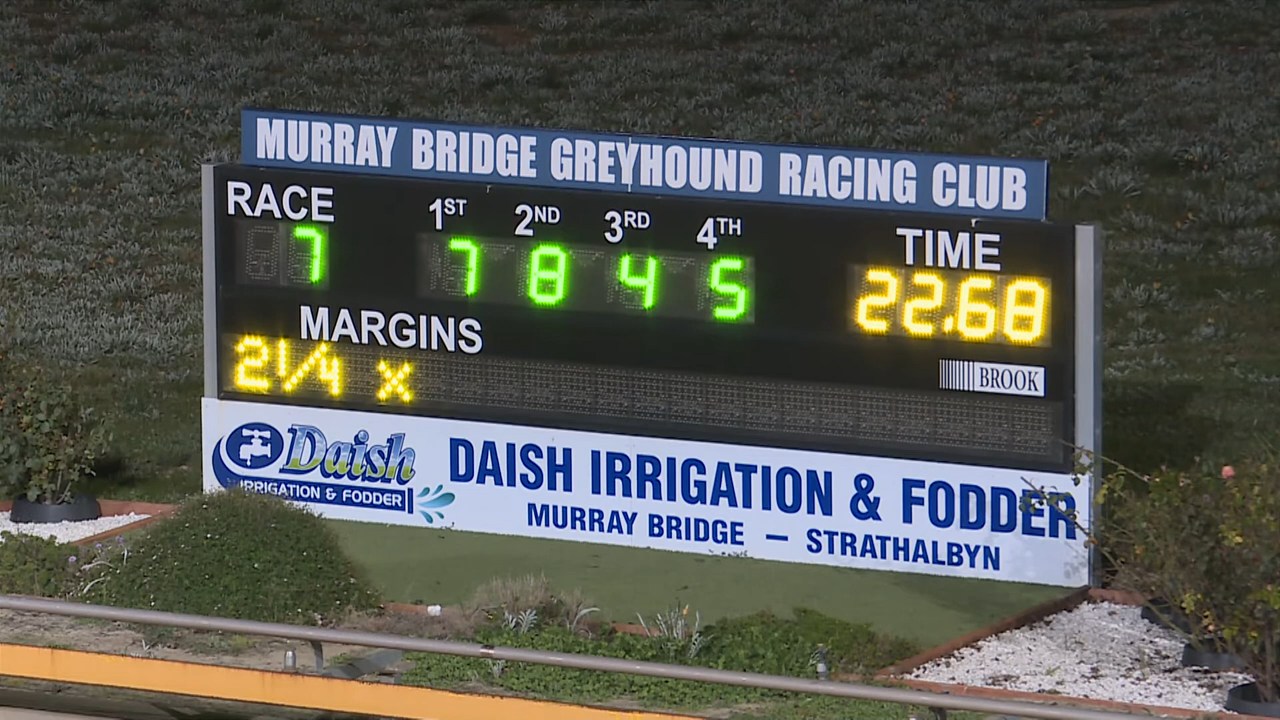 MURRAY BRIDGE GREYHOUND RACING CLUB
RACE 1ST 2ND 3RD 4TH TIME
7 7 8 4 5 22.68
MARGINS
2 1/4 x
BROOK
Daish
IRRIGATION & FODDER
DAISH IRRIGATION & FODDER
MURRAY BRIDGE — STRATHALBYN